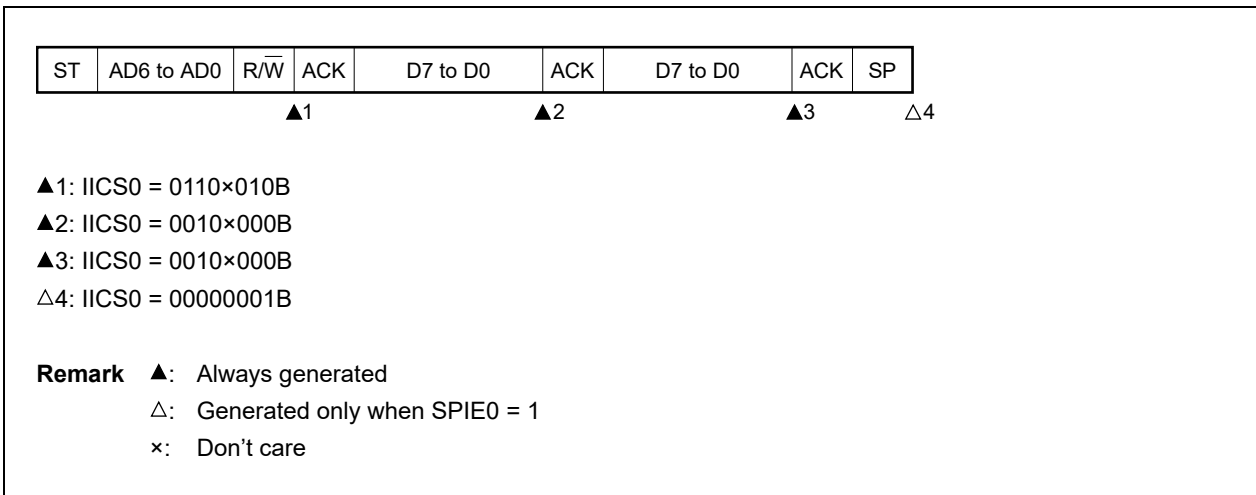 ST AD6 to AD0 R/W̅ ACK D7 to D0 ACK D7 to D0 ACK SP
▲1 ▲2 ▲3 △4
▲1: IICS0 = 0110×010B
▲2: IICS0 = 0010×000B
▲3: IICS0 = 0010×000B
△4: IICS0 = 00000001B
Remark ▲: Always generated
△: Generated only when SPIE0 = 1
×: Don’t care